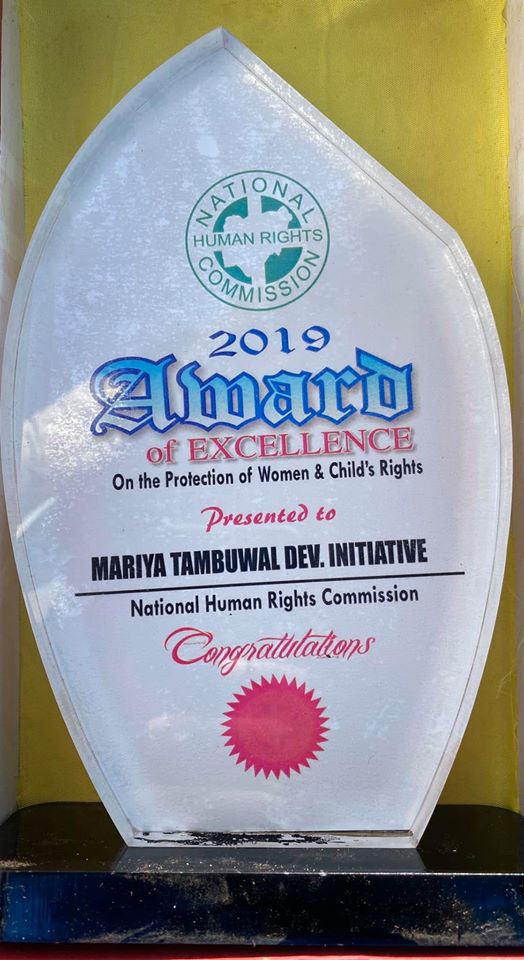 NATIONAL
HUMAN RIGHTS
COMMISSION
2019
Award
of EXCELLENCE
On the Protection of Women & Child's Rights
Presented to
MARIYA TAMBUWAL DEV. INITIATIVE
National Human Rights Commission
Congratulations